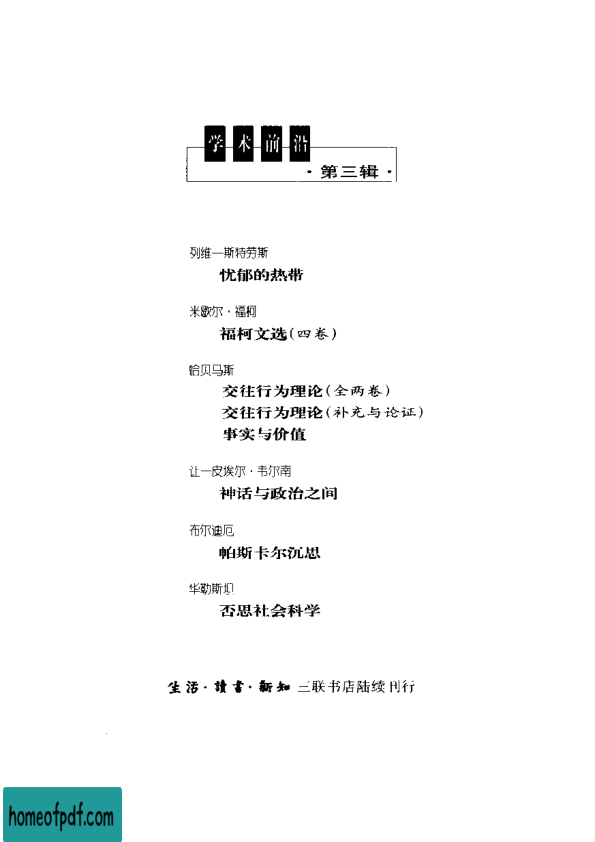 学术前沿
·第三辑·
列维—斯特劳斯
忧郁的热带
米歇尔·福柯
福柯文选(四卷)
哈贝马斯
交往行为理论(全两卷)
交往行为理论(补充与论证)
事实与价值
让—皮埃尔·韦尔南
神话与政治之间
布尔迪厄
帕斯卡尔沉思
华勒斯坦
否思社会科学
生活·讀書·新知 三联书店陆续刊行
homeofpdf.com